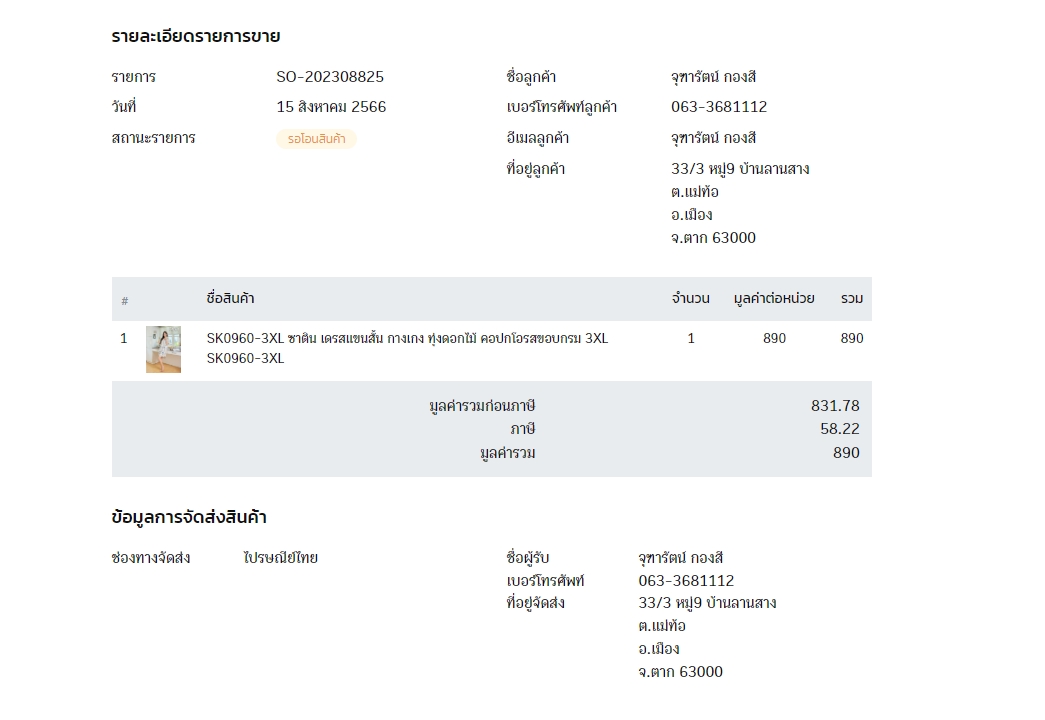 รายละเอียดรายการขาย
รายการ SO-202308825
วันที่ 15 สิงหาคม 2566
สถานะรายการ รอโอนสินค้า
ชื่อลูกค้า จุฑารัตน์ กองสี
เบอร์โทรศัพท์ลูกค้า 063-3681112
อีเมลลูกค้า จุฑารัตน์ กองสี
ที่อยู่ลูกค้า 33/3 หมู่9 บ้านลานสาง
ต.แม่ท้อ
อ.เมือง
จ.ตาก 63000
# ชื่อสินค้า จำนวน มูลค่าต่อหน่วย รวม
1 SK0960-3XL ซาติน เดรสแขนสั้น กางเกง ทุ่งดอกไม้ คอปกโอรสขอบกรม 3XL 1 890 890
SK0960-3XL
มูลค่ารวมก่อนภาษี 831.78
ภาษี 58.22
มูลค่ารวม 890
ข้อมูลการจัดส่งสินค้า
ช่องทางจัดส่ง ไปรษณีย์ไทย
ชื่อผู้รับ จุฑารัตน์ กองสี
เบอร์โทรศัพท์ 063-3681112
ที่อยู่จัดส่ง 33/3 หมู่9 บ้านลานสาง
ต.แม่ท้อ
อ.เมือง
จ.ตาก 63000